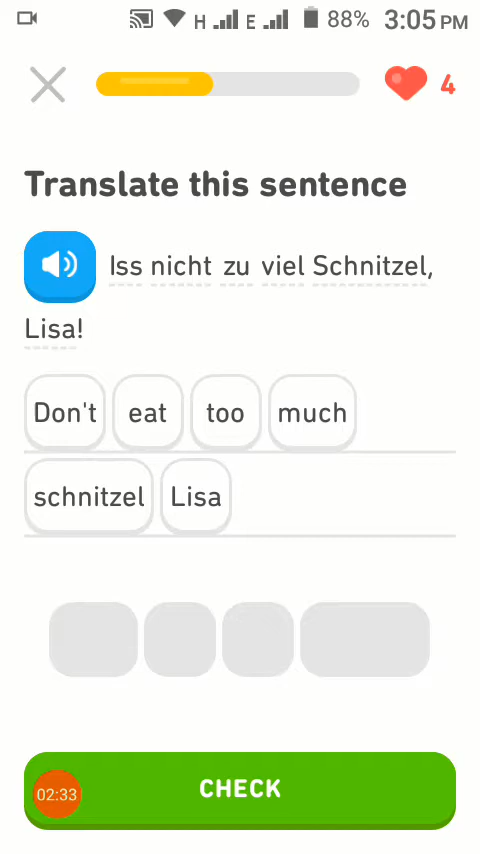 H E 88% 3:05 PM
4
Translate this sentence
Iss nicht zu viel Schnitzel,
Lisa!
Don't eat too much
schnitzel Lisa
CHECK
02:33